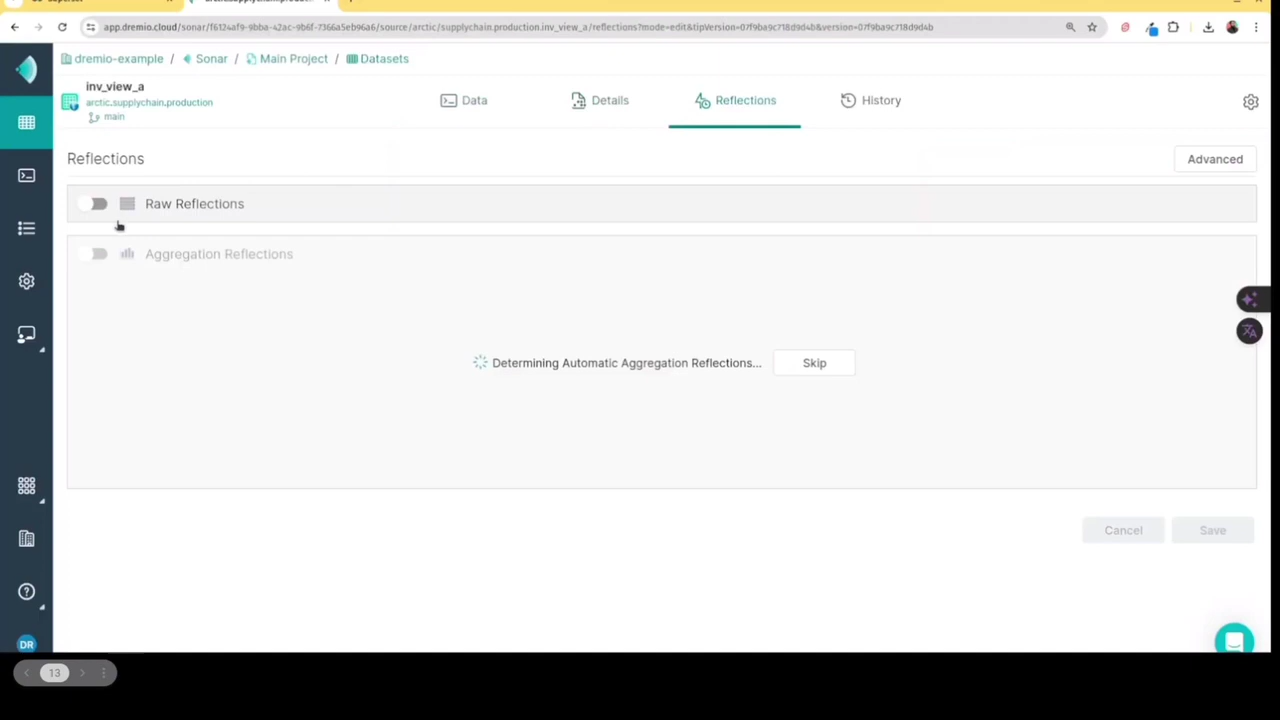 app.dremio.cloud/sonar/f6124af9-9bba-42ac-9b6f-7366a5eb96a6/source/arctic/supplychain.production.inv_view_a/reflections?mode=edit&tipVersion=07f9ba9c718d9d4b&version=07f9ba9c718d9d4b
dremio-example / Sonar / Main Project / Datasets
inv_view_a
arctic.supplychain.production
main
Data
Details
Reflections
History
Reflections
Advanced
Raw Reflections
Aggregation Reflections
Determining Automatic Aggregation Reflections...
Skip
Cancel
Save
DR
13